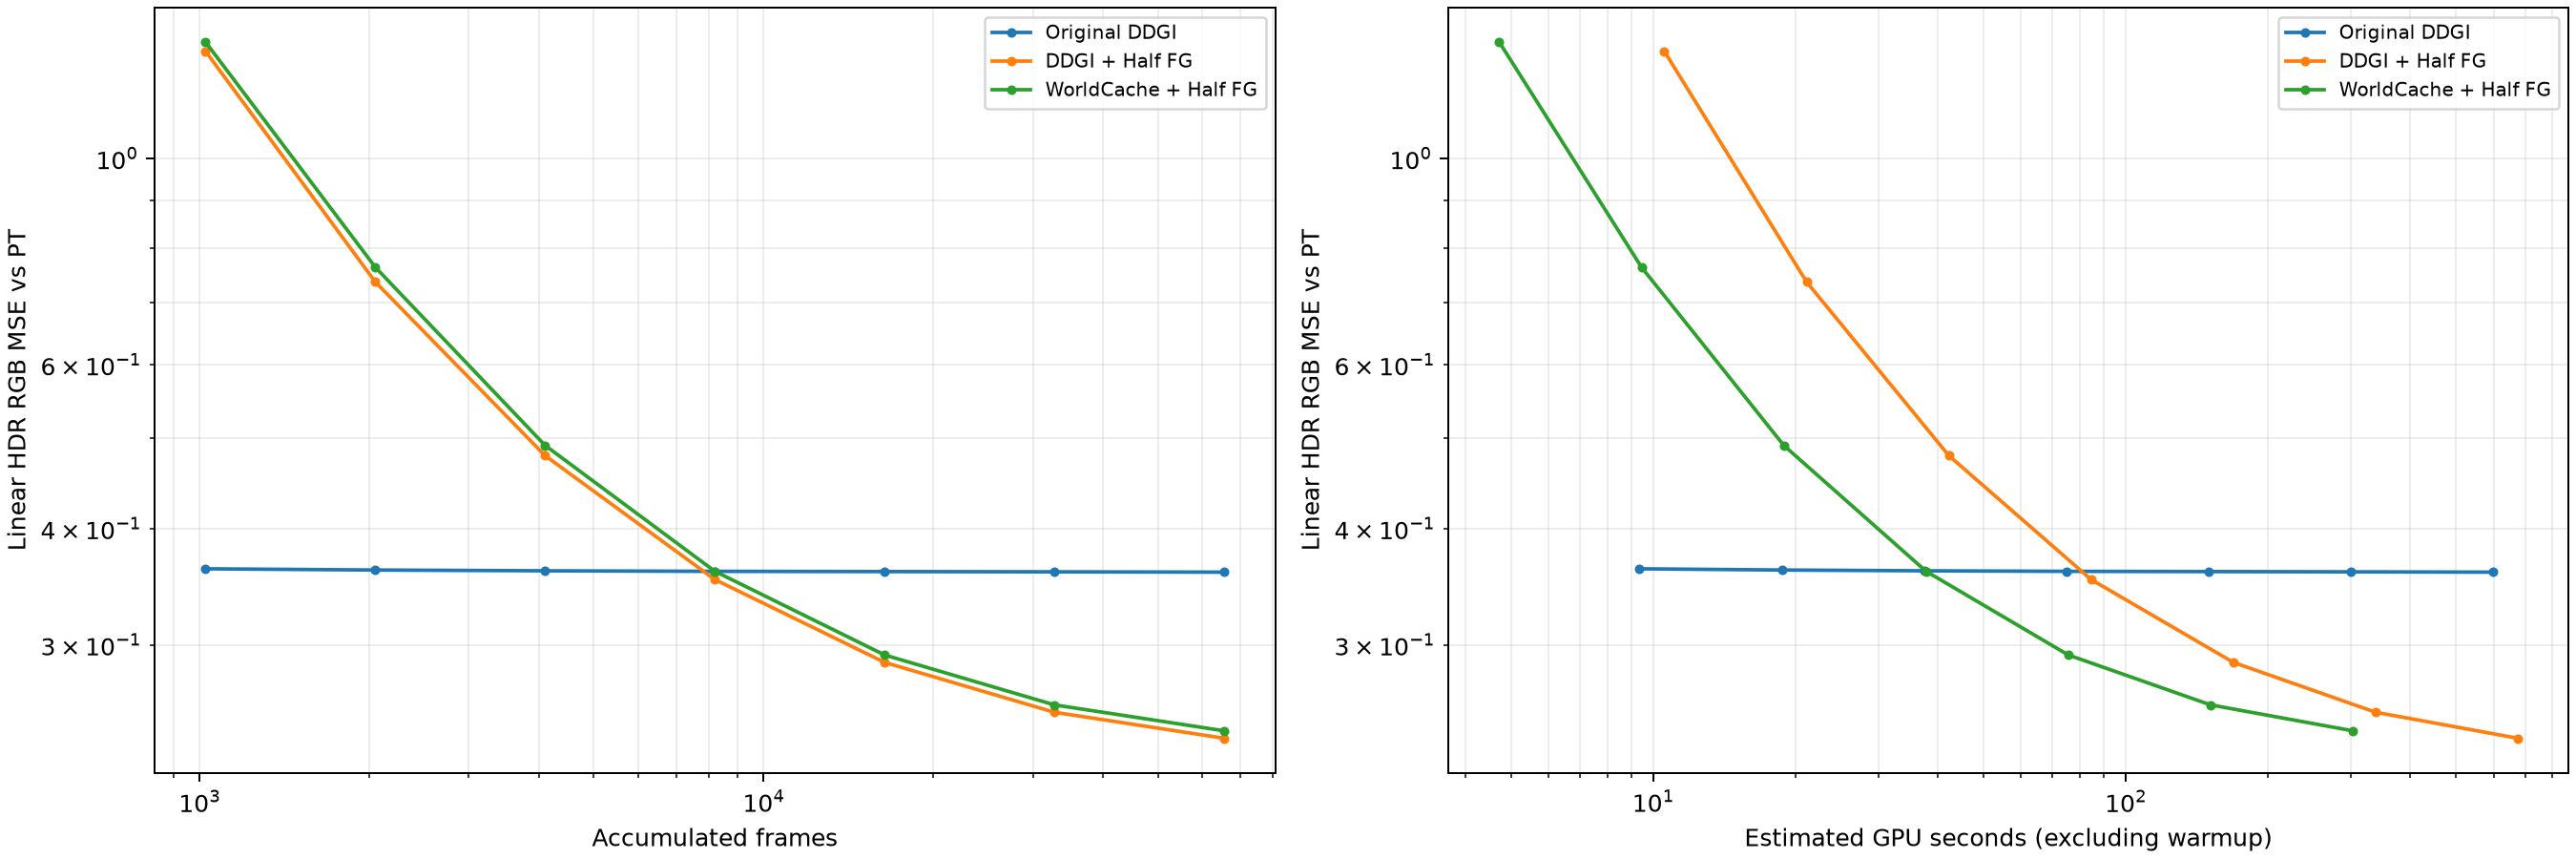 Original DDGI
DDGI + Half FG
WorldCache + Half FG
10⁰
6 × 10⁻¹
4 × 10⁻¹
3 × 10⁻¹
Linear HDR RGB MSE vs PT
10³
10⁴
Accumulated frames
Original DDGI
DDGI + Half FG
WorldCache + Half FG
10⁰
6 × 10⁻¹
4 × 10⁻¹
3 × 10⁻¹
Linear HDR RGB MSE vs PT
10¹
10²
Estimated GPU seconds (excluding warmup)